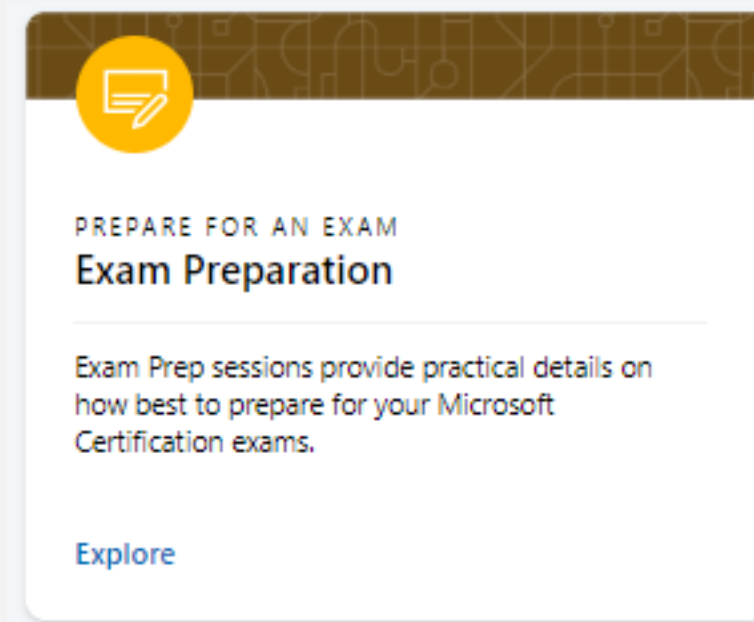 PREPARE FOR AN EXAM
Exam Preparation
Exam Prep sessions provide practical details on
how best to prepare for your Microsoft
Certification exams.
Explore